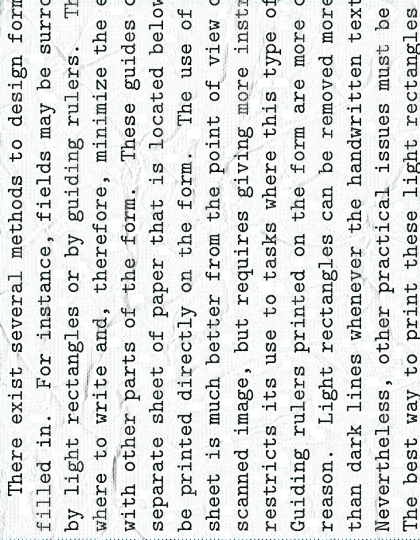 There exist several methods to design form
filled in. For instance, fields may be surro
by light rectangles or by guiding rulers. Th
where to write and, therefore, minimize the e
with other parts of the form. These guides o
separate sheet of paper that is located below
be printed directly on the form. The use of
sheet is much better from the point of view o
scanned image, but requires giving more instr
restricts its use to tasks where this type of
Guiding rulers printed on the form are more c
reason. Light rectangles can be removed more
than dark lines whenever the handwritten text
Nevertheless, other practical issues must be
The best way to print these light rectangles